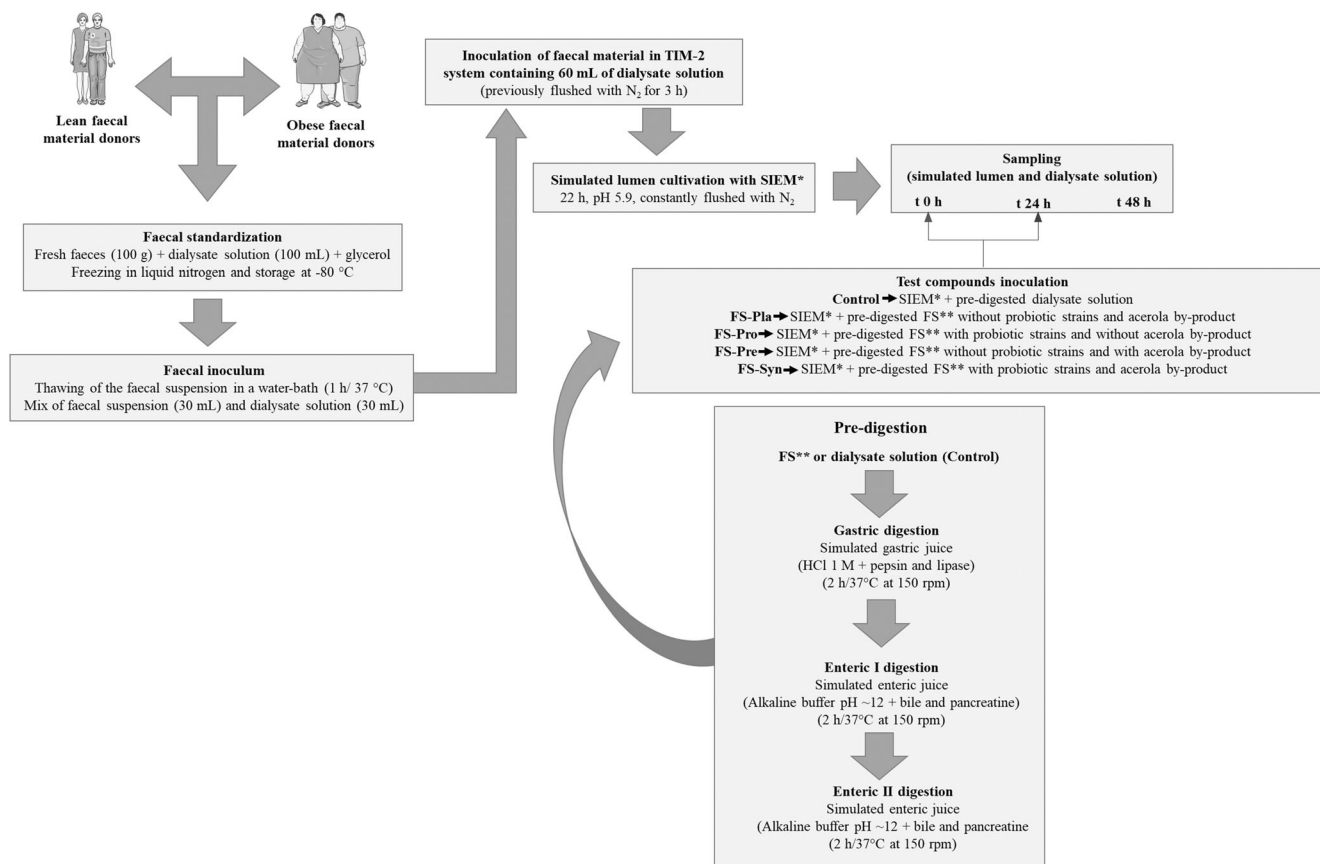 Lean faecal
material donors
Obese faecal
material donors
Faecal standardization
Fresh faeces (100 g) + dialysate solution (100 mL) + glycerol
Freezing in liquid nitrogen and storage at -80 °C
Faecal inoculum
Thawing of the faecal suspension in a water-bath (1 h/ 37 °C)
Mix of faecal suspension (30 mL) and dialysate solution (30 mL)
Inoculation of faecal material in TIM-2
system containing 60 mL of dialysate solution
(previously flushed with N₂ for 3 h)
Simulated lumen cultivation with SIEM*
22 h, pH 5.9, constantly flushed with N₂
Sampling
(simulated lumen and dialysate solution)
t 0 h t 24 h t 48 h
Test compounds inoculation
Control➔SIEM* + pre-digested dialysate solution
FS-Pla➔SIEM* + pre-digested FS** without probiotic strains and acerola by-product
FS-Pro➔SIEM* + pre-digested FS** with probiotic strains and without acerola by-product
FS-Pre➔SIEM* + pre-digested FS** without probiotic strains and with acerola by-product
FS-Syn➔SIEM* + pre-digested FS** with probiotic strains and acerola by-product
Pre-digestion
FS** or dialysate solution (Control)
Gastric digestion
Simulated gastric juice
(HCl 1 M + pepsin and lipase)
(2 h/37°C at 150 rpm)
Enteric I digestion
Simulated enteric juice
(Alkaline buffer pH ~12 + bile and pancreatine)
(2 h/37°C at 150 rpm)
Enteric II digestion
Simulated enteric juice
(Alkaline buffer pH ~12 + bile and pancreatine
(2 h/37°C at 150 rpm)